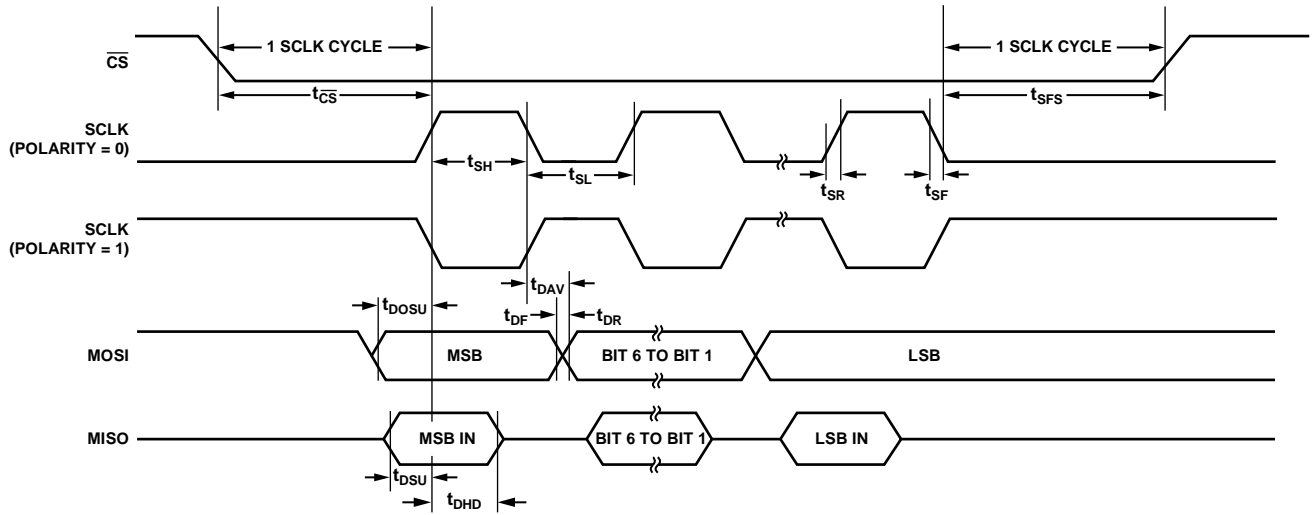 1 SCLK CYCLE
1 SCLK CYCLE
CS
tCS
tSFS
SCLK
(POLARITY = 0)
tSH
tSL
tSR
tSF
SCLK
(POLARITY = 1)
tDAV
tDOSU
tDF
tDR
MOSI
MSB
BIT 6 TO BIT 1
LSB
MISO
MSB IN
BIT 6 TO BIT 1
LSB IN
tDSU
tDHD